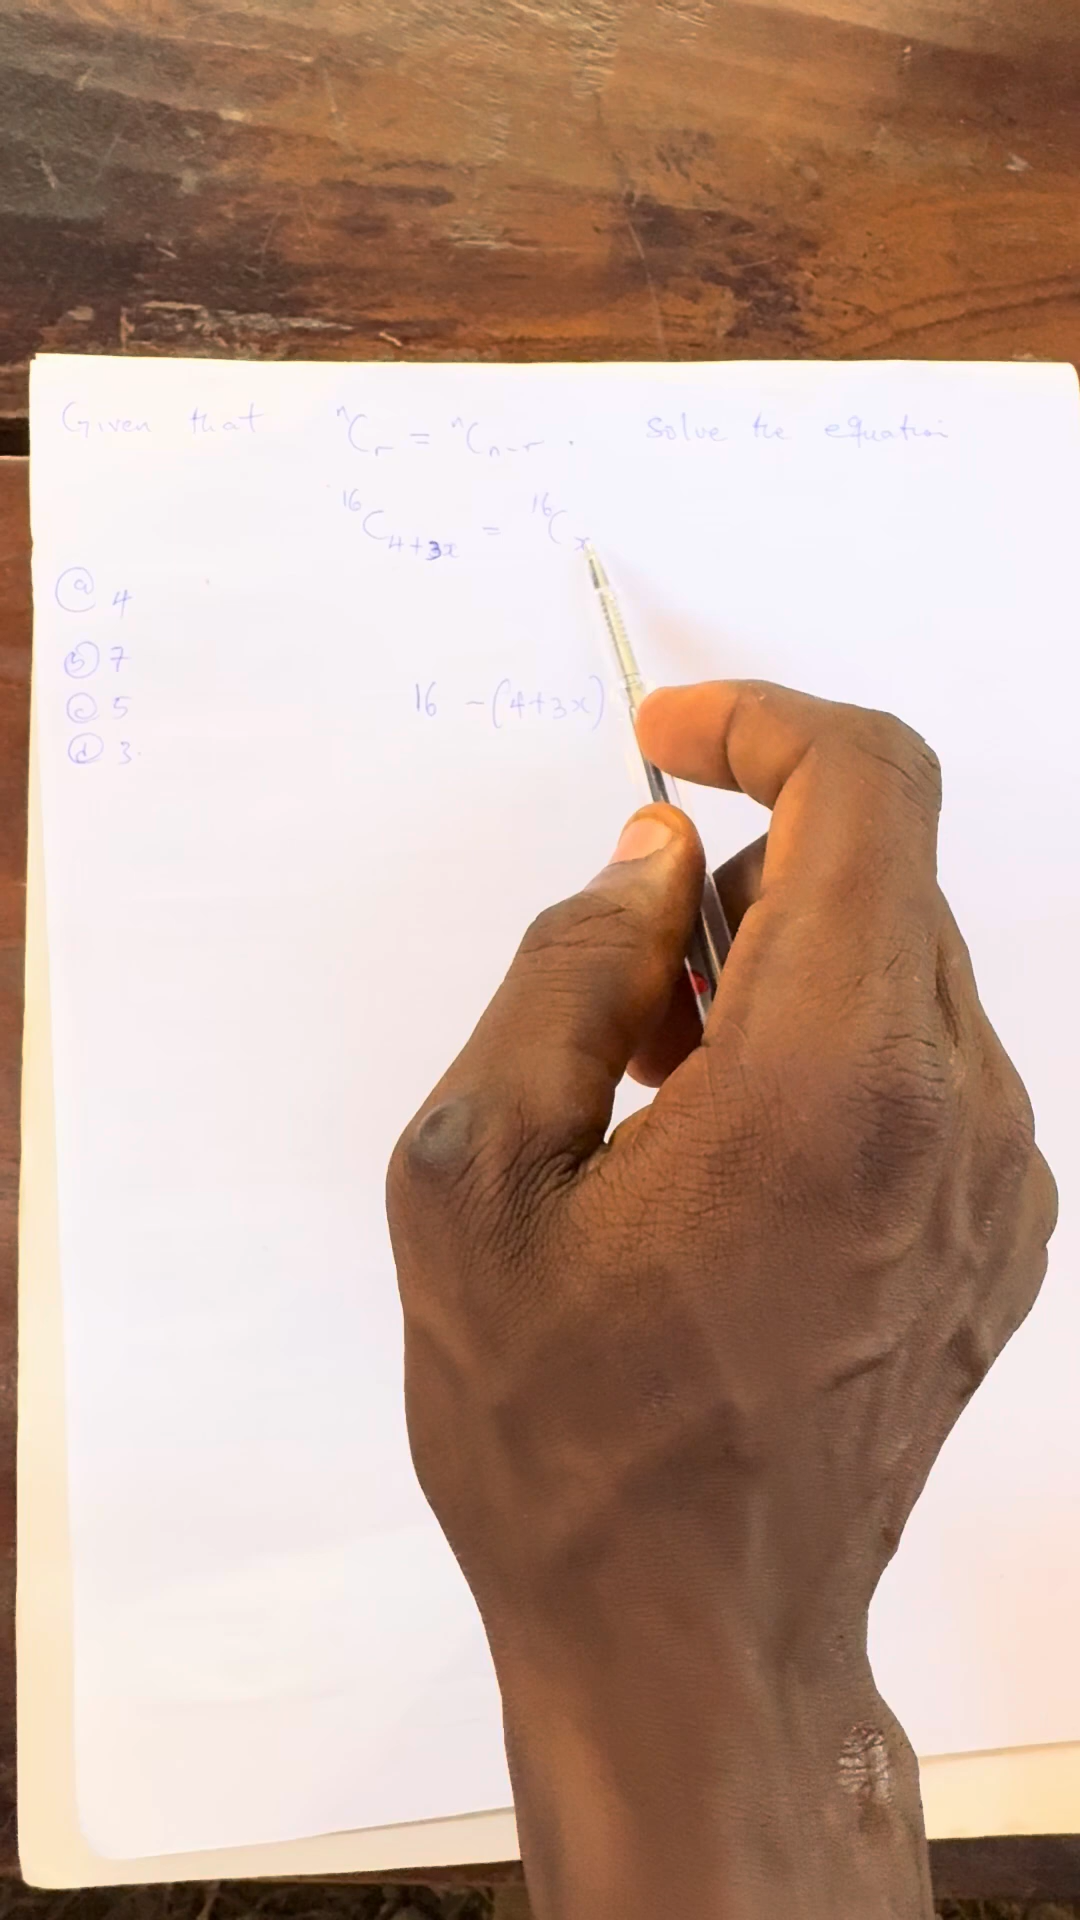 Given that ⁿCᵣ = ⁿCₙ₋ᵣ . Solve the equation
¹⁶C₄₊₃ₓ = ¹⁶Cₓ
(a) 4
(b) 7
(c) 5
(d) 3.
16 -(4+3x)